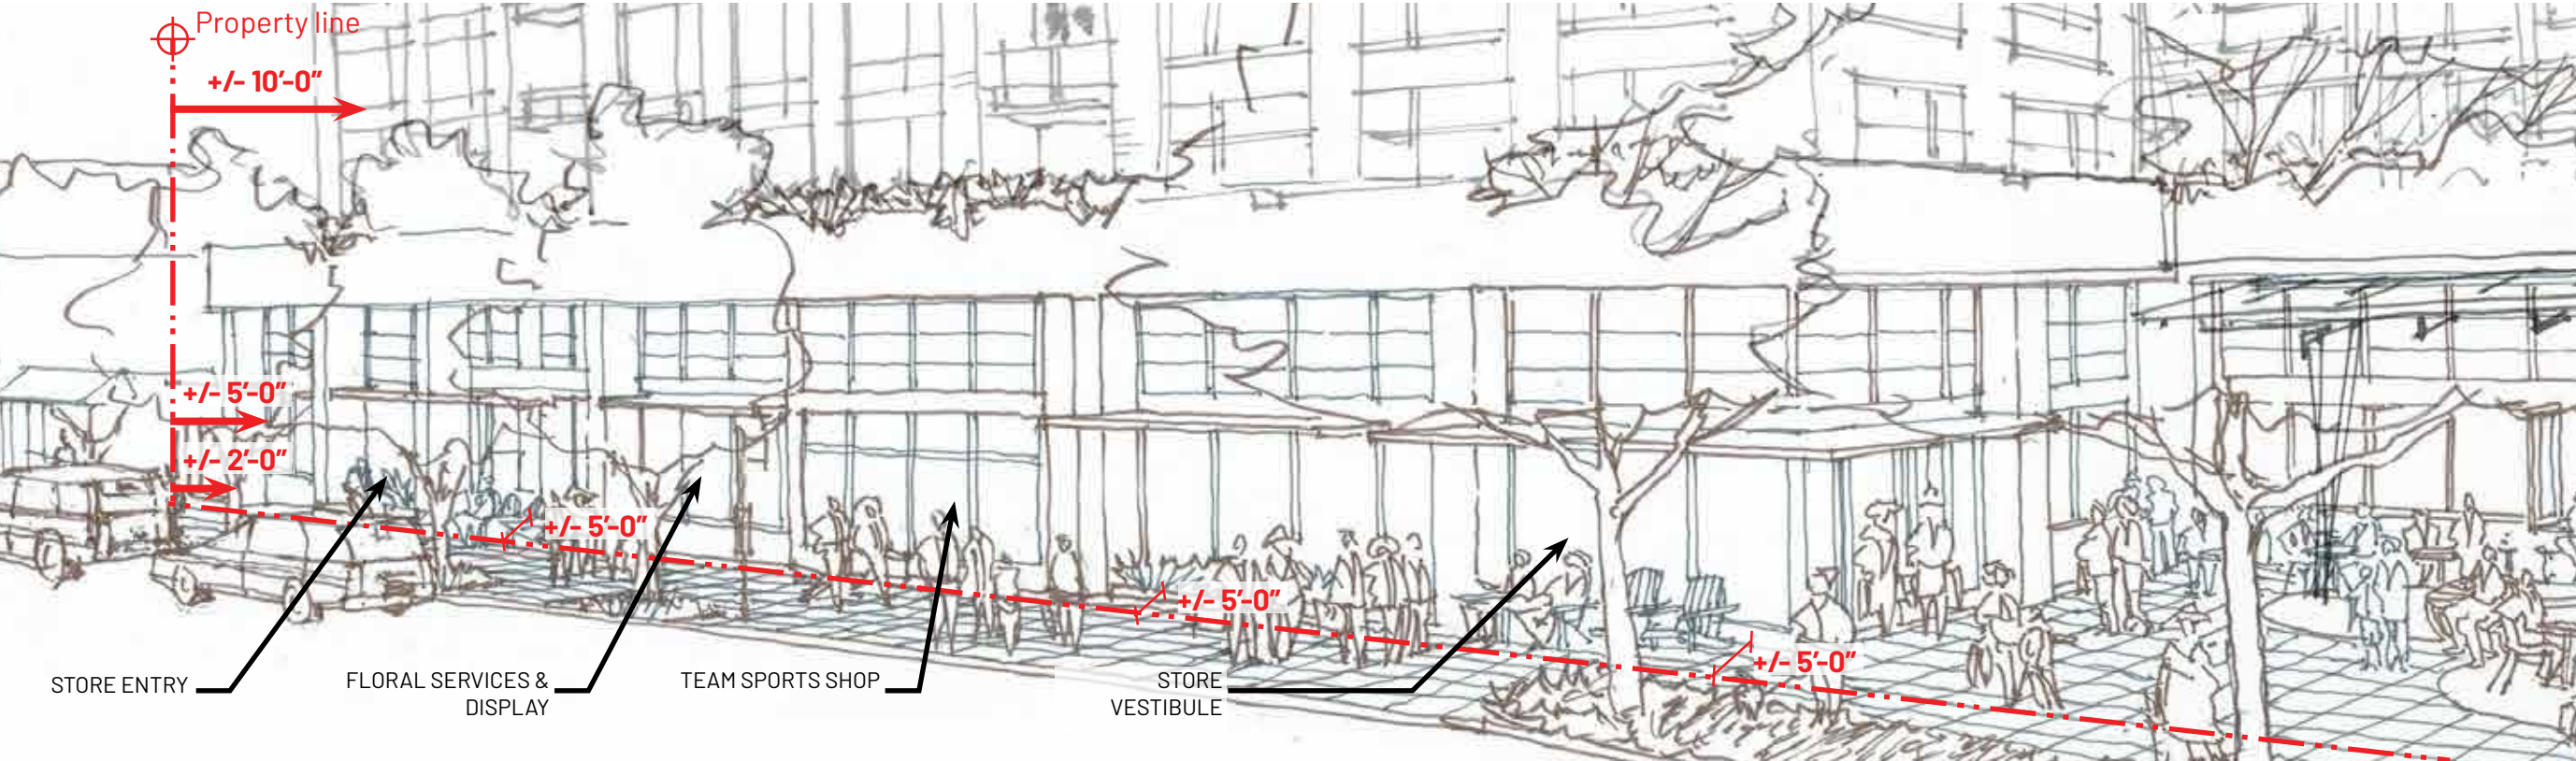 Property line
+/- 10'-0"
+/- 5'-0"
+/- 2'-0"
+/- 5'-0"
+/- 5'-0"
+/- 5'-0"
STORE ENTRY
FLORAL SERVICES &
DISPLAY
TEAM SPORTS SHOP
STORE
VESTIBULE